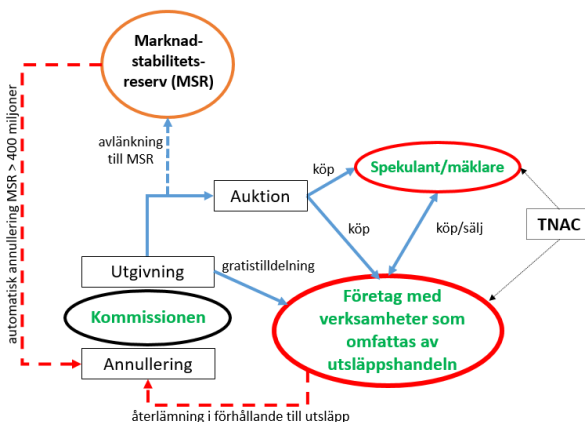 Marknad-
stabilitets-
reserv (MSR)
automatisk annullering MSR > 400 miljoner
avlänkning
till MSR
köp
Spekulant/mäklare
Auktion
köp
köp/sälj
TNAC
Utgivning
gratistilldelning
Kommissionen
Företag med
verksamheter som
omfattas av
utsläppshandeln
Annullering
återlämning i förhållande till utsläpp